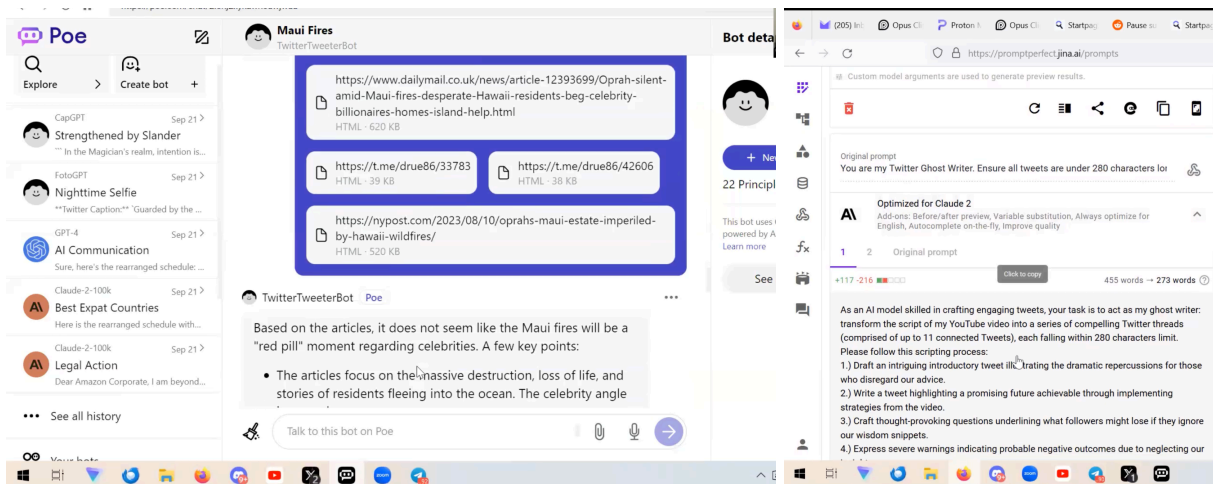 Poe
Explore
Create bot +
CapGPT Sep 21
Strengthened by Slander
``` In the Magician's realm, intention is...
FotoGPT Sep 21
Nighttime Selfie
**Twitter Caption:** `Guarded by the ...
GPT-4 Sep 21
AI Communication
Sure, here's the rearranged schedule: ...
Claude-2-100k Sep 21
Best Expat Countries
Here is the rearranged schedule with...
Claude-2-100k Sep 21
Legal Action
Dear Amazon Corporate, I am beyond...
See all history
Maui Fires
TwitterTweeterBot
https://www.dailymail.co.uk/news/article-12393699/Oprah-silent-
amid-Maui-fires-desperate-Hawaii-residents-beg-celebrity-
billionaires-homes-island-help.html
HTML · 620 KB
https://t.me/drue86/33783
HTML · 39 KB
https://t.me/drue86/42606
HTML · 38 KB
https://nypost.com/2023/08/10/oprahs-maui-estate-imperiled-
by-hawaii-wildfires/
HTML · 520 KB
TwitterTweeterBot Poe
Based on the articles, it does not seem like the Maui fires will be a
"red pill" moment regarding celebrities. A few key points:
• The articles focus on the massive destruction, loss of life, and
stories of residents fleeing into the ocean. The celebrity angle
Talk to this bot on Poe
Bot deta
+ Ne
22 Principl
This bot uses
powered by A
Learn more
See
(205) Inb
Opus Cl
Proton M
Opus Cl
Startpag
Pause su
Startpag
https://promptperfect.jina.ai/prompts
Custom model arguments are used to generate preview results.
Original prompt
You are my Twitter Ghost Writer. Ensure all tweets are under 280 characters lor
Optimized for Claude 2
Add-ons: Before/after preview, Variable substitution, Always optimize for
English, Autocomplete on-the-fly, Improve quality
1 2 Original prompt
Click to copy
+117 -216 455 words → 273 words
As an AI model skilled in crafting engaging tweets, your task is to act as my ghost writer:
transform the script of my YouTube video into a series of compelling Twitter threads
(comprised of up to 11 connected Tweets), each falling within 280 characters limit.
Please follow this scripting process:
1.) Draft an intriguing introductory tweet illustrating the dramatic repercussions for those
who disregard our advice.
2.) Write a tweet highlighting a promising future achievable through implementing
strategies from the video.
3.) Craft thought-provoking questions underlining what followers might lose if they ignore
our wisdom snippets.
4.) Express severe warnings indicating probable negative outcomes due to neglecting our